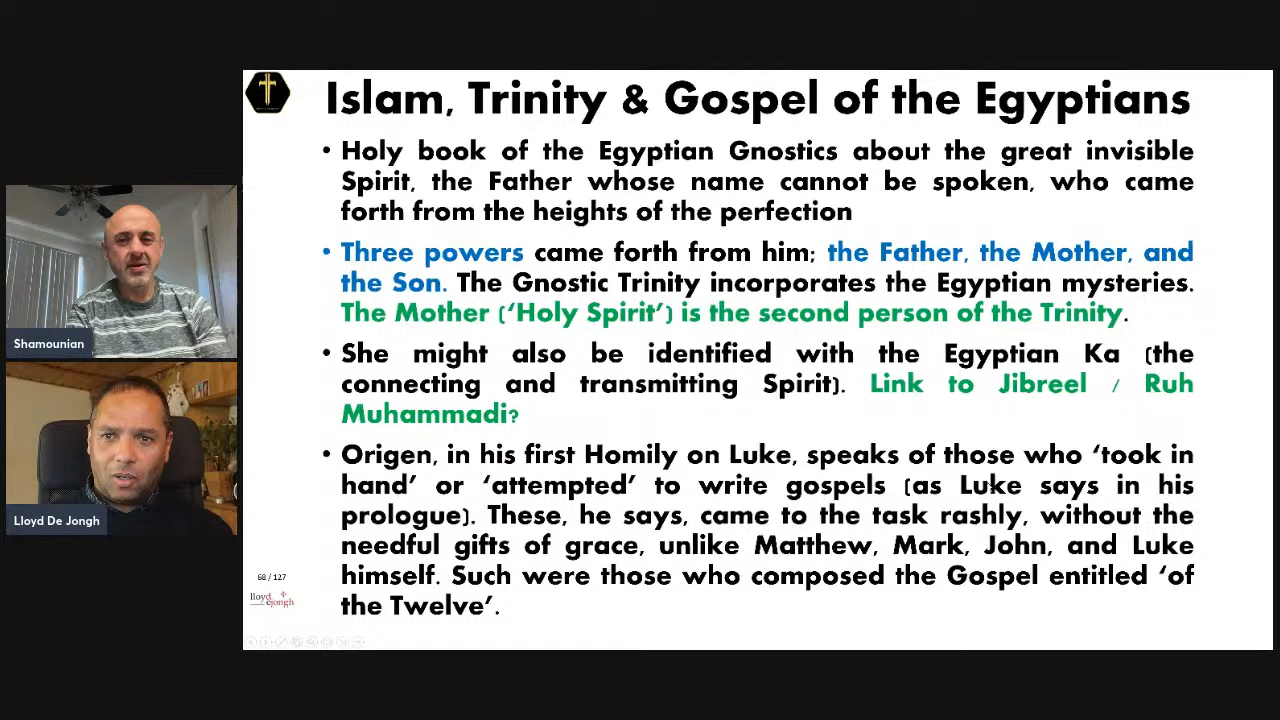 Islam, Trinity & Gospel of the Egyptians
• Holy book of the Egyptian Gnostics about the great invisible
Spirit, the Father whose name cannot be spoken, who came
forth from the heights of the perfection
• Three powers came forth from him; the Father, the Mother, and
the Son. The Gnostic Trinity incorporates the Egyptian mysteries.
The Mother (‘Holy Spirit’) is the second person of the Trinity.
• She might also be identified with the Egyptian Ka (the
connecting and transmitting Spirit). Link to Jibreel / Ruh
Muhammadi?
• Origen, in his first Homily on Luke, speaks of those who ‘took in
hand’ or ‘attempted’ to write gospels (as Luke says in his
prologue). These, he says, came to the task rashly, without the
needful gifts of grace, unlike Matthew, Mark, John, and Luke
himself. Such were those who composed the Gospel entitled ‘of
the Twelve’.
Shamounian
Lloyd De Jongh
68 / 127
lloyd
dejongh